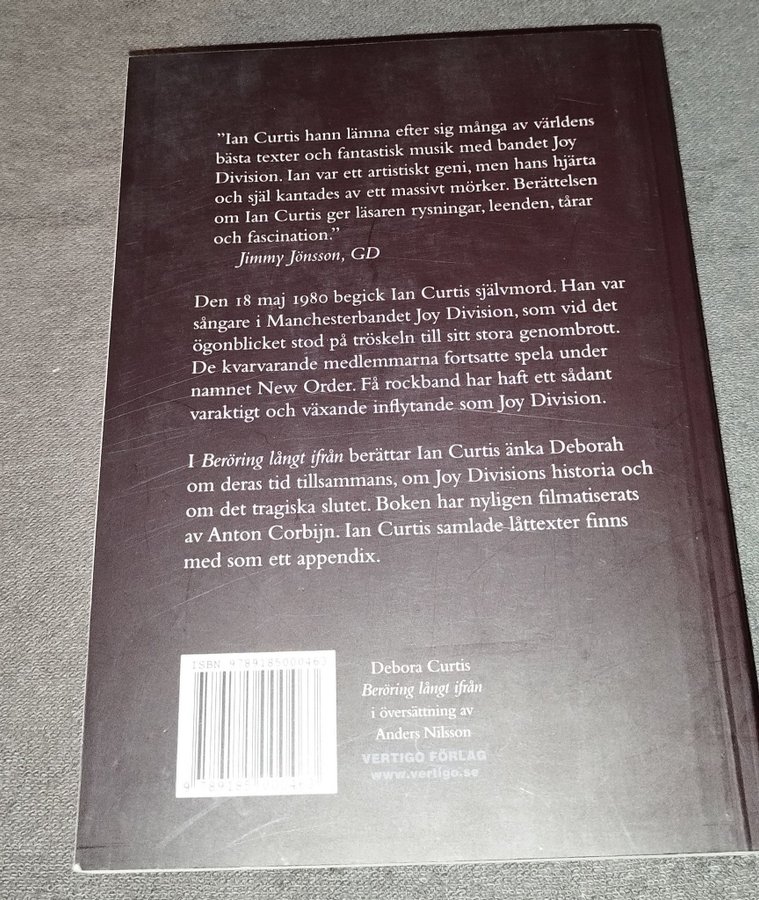 ”Ian Curtis hann lämna efter sig många av världens
bästa texter och fantastisk musik med bandet Joy
Division. Ian var ett artistiskt geni, men hans hjärta
och själ kantades av ett massivt mörker. Berättelsen
om Ian Curtis ger läsaren rysningar, leenden, tårar
och fascination.”
Jimmy Jönsson, GD
Den 18 maj 1980 begick Ian Curtis självmord. Han var
sångare i Manchesterbandet Joy Division, som vid det
ögonblicket stod på tröskeln till sitt stora genombrott.
De kvarvarande medlemmarna fortsatte spela under
namnet New Order. Få rockband har haft ett sådant
varaktigt och växande inflytande som Joy Division.
I Beröring långt ifrån berättar Ian Curtis änka Deborah
om deras tid tillsammans, om Joy Divisions historia och
om det tragiska slutet. Boken har nyligen filmatiserats
av Anton Corbijn. Ian Curtis samlade låttexter finns
med som ett appendix.
ISBN 9789185000463
Debora Curtis
Beröring långt ifrån
i översättning av
Anders Nilsson
VERTIGO FÖRLAG
www.vertigo.se